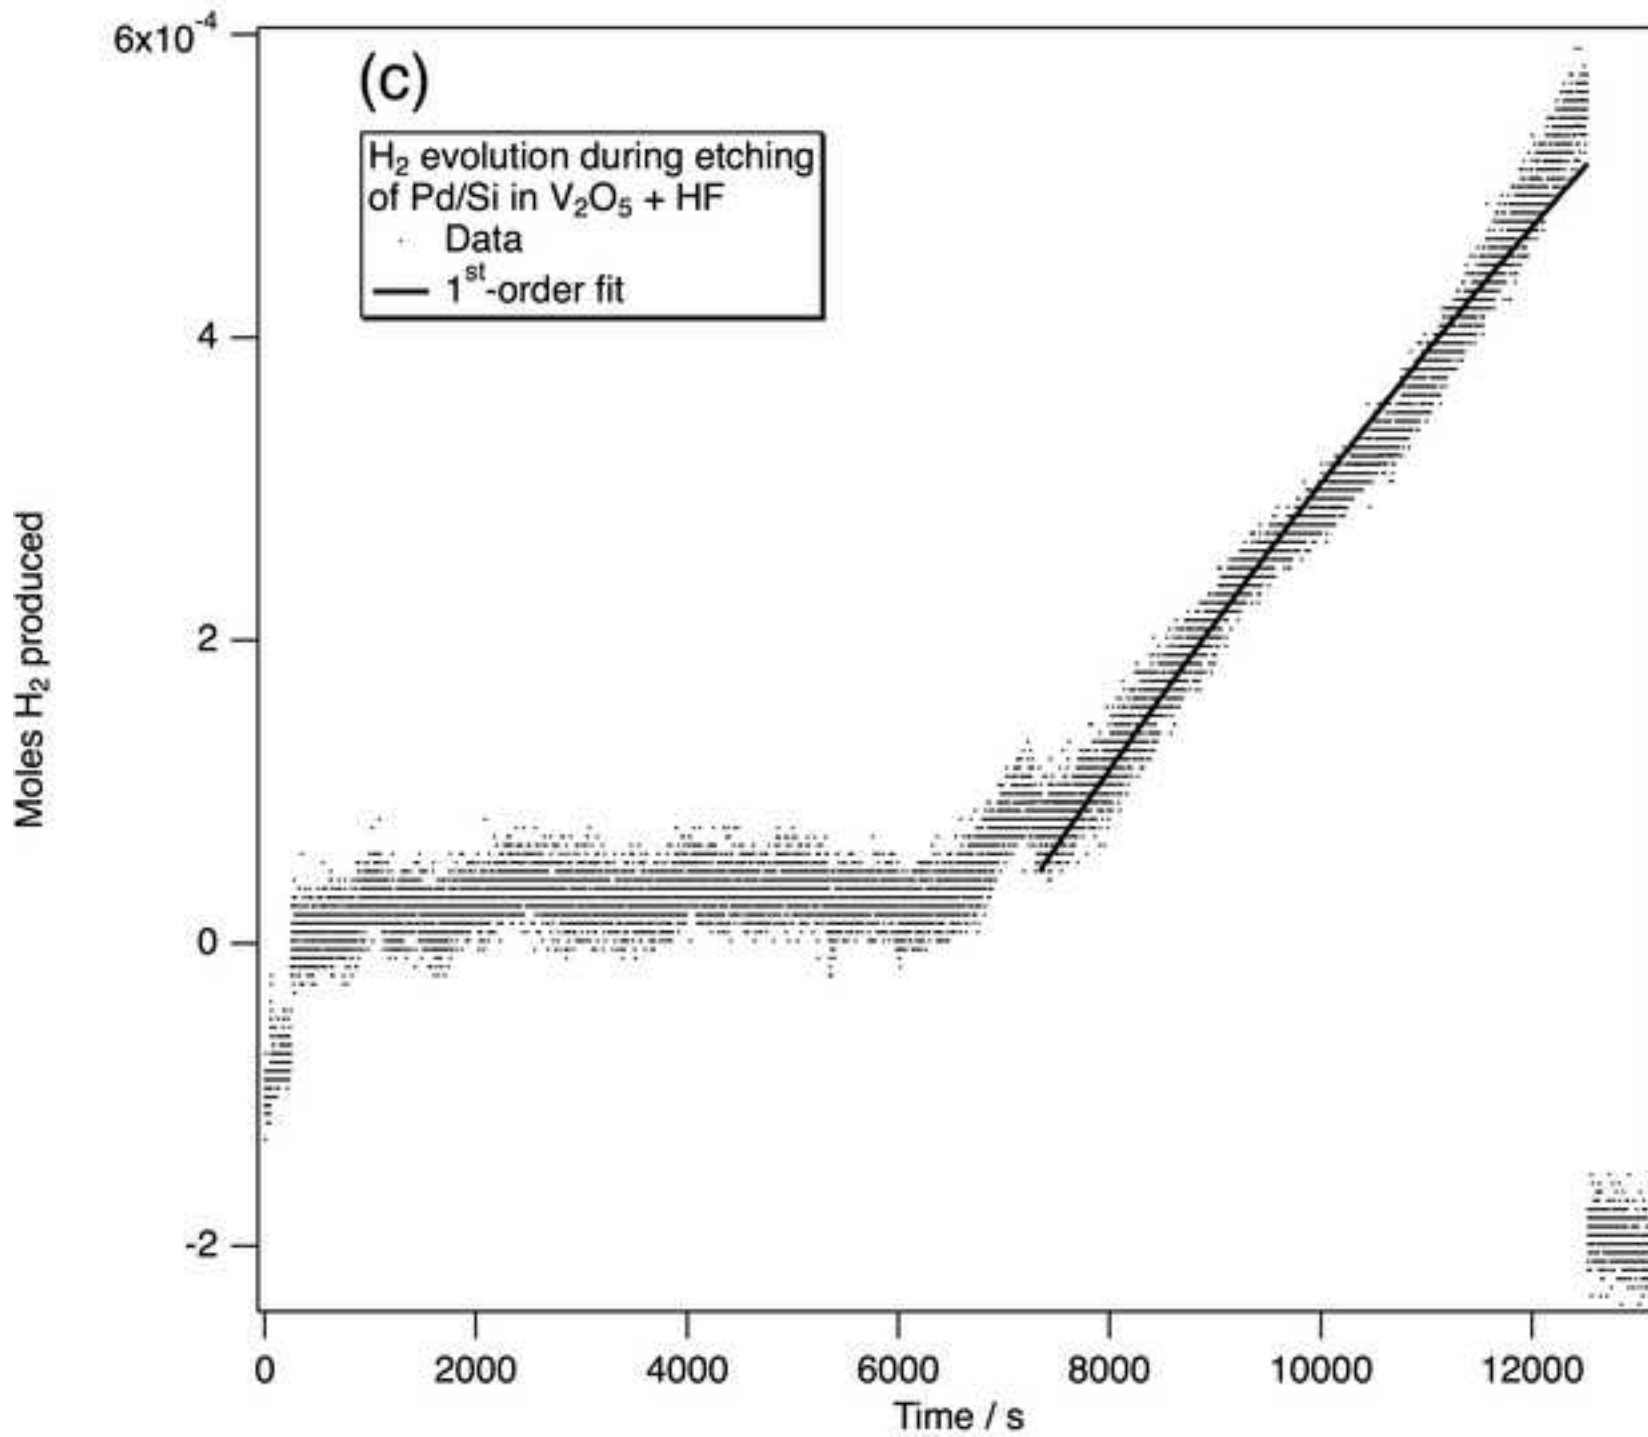 6x10⁻⁴
(c)
H₂ evolution during etching
of Pd/Si in V₂O₅ + HF
Data
1ˢᵗ-order fit
4
2
0
-2
Moles H₂ produced
0 2000 4000 6000 8000 10000 12000
Time / s